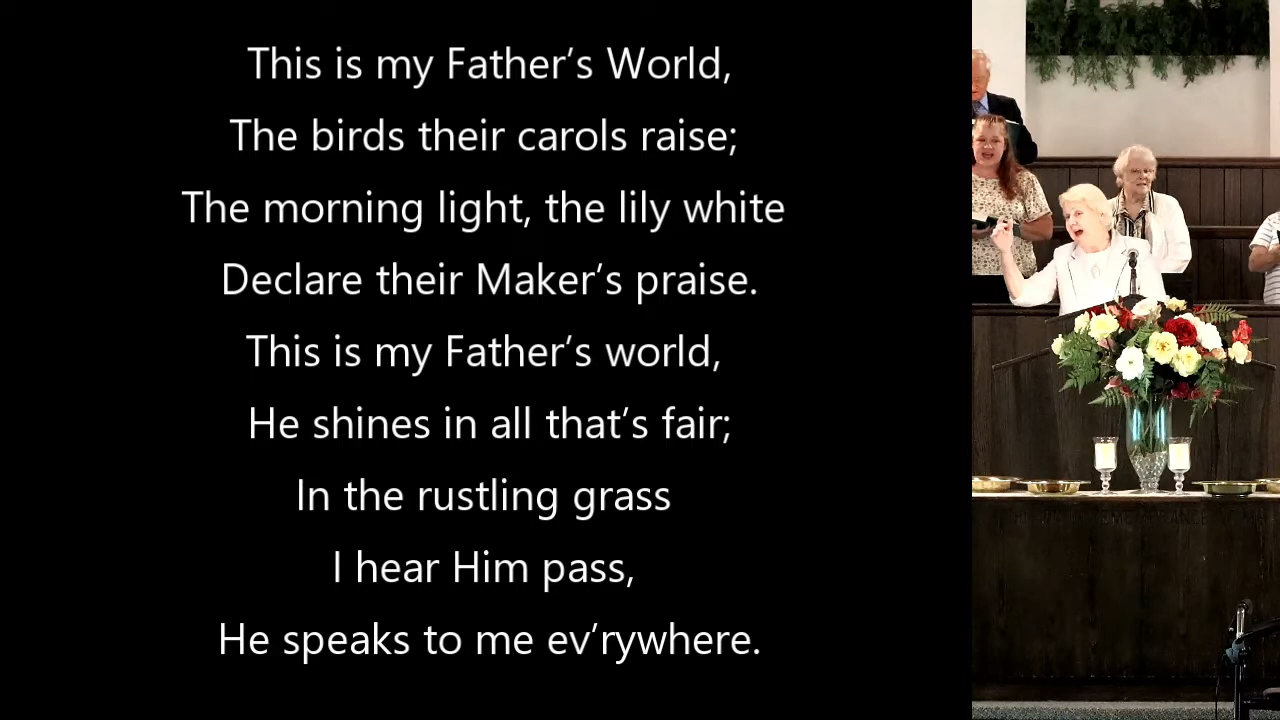 This is my Father’s World,
The birds their carols raise;
The morning light, the lily white
Declare their Maker’s praise.
This is my Father’s world,
He shines in all that’s fair;
In the rustling grass
I hear Him pass,
He speaks to me ev’rywhere.